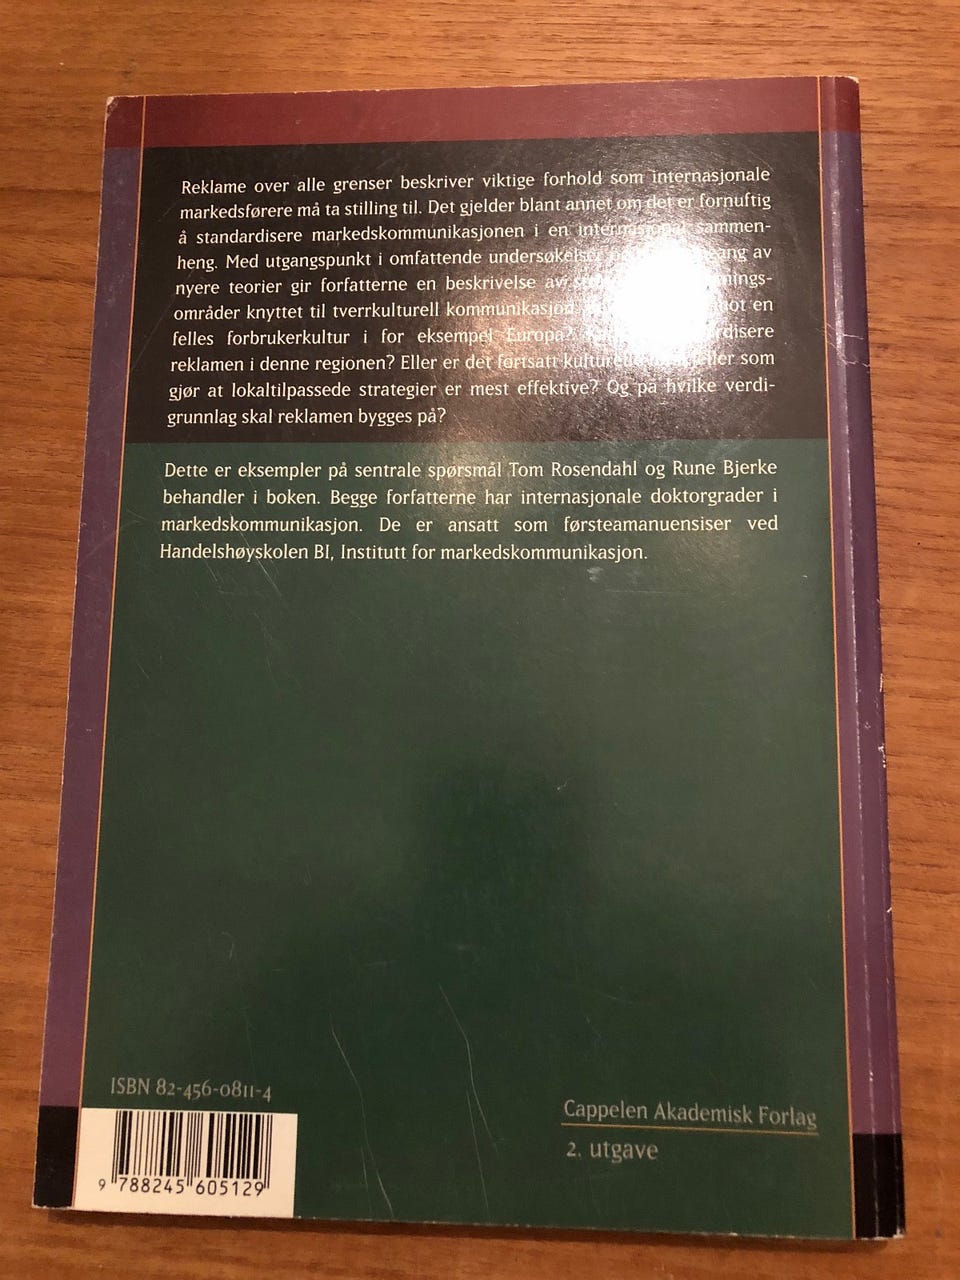 Reklame over alle grenser beskriver viktige forhold som internasjonale
markedsførere må ta stilling til. Det gjelder blant annet om det er fornuftig
å standardisere markedskommunikasjonen i en internasjonal sammen-
heng. Med utgangspunkt i omfattende undersøkelser av
nyere teorier gir forfatterne en beskrivelse av
områder knyttet til tverrkulturell kommunikasjon. en
felles forbrukerkultur i for eksempel Europa?
reklamen i denne regionen? Eller er det fortsatt som
gjør at lokaltilpassede strategier er mest effektive? Og på hvilke verdi-
grunnlag skal reklamen bygges på?
Dette er eksempler på sentrale spørsmål Tom Rosendahl og Rune Bjerke
behandler i boken. Begge forfatterne har internasjonale doktorgrader i
markedskommunikasjon. De er ansatt som førsteamanuensiser ved
Handelshøyskolen BI, Institutt for markedskommunikasjon.
ISBN 82-456-0811-4
9 788245 605129
Cappelen Akademisk Forlag
2. utgave